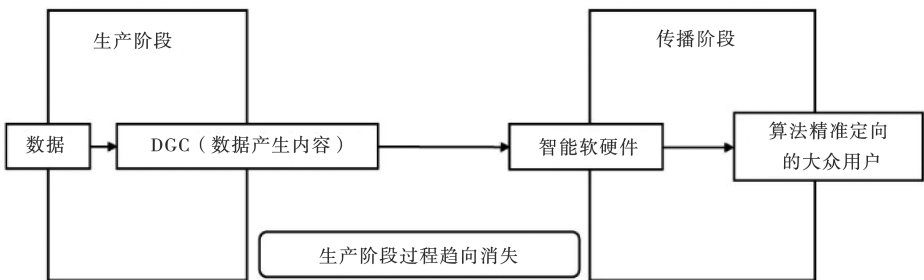 生产阶段
传播阶段
数据
DGC（数据产生内容）
智能软硬件
算法精准定向
的大众用户
生产阶段过程趋向消失